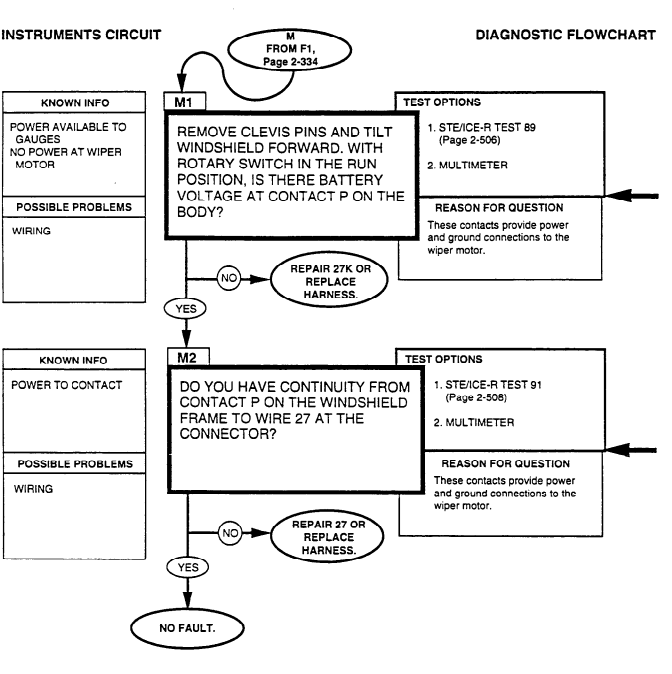 INSTRUMENTS CIRCUIT
DIAGNOSTIC FLOWCHART
M
FROM F1,
Page 2-334
KNOWN INFO
POWER AVAILABLE TO
GAUGES
NO POWER AT WIPER
MOTOR
POSSIBLE PROBLEMS
WIRING
M1
REMOVE CLEVIS PINS AND TILT
WINDSHIELD FORWARD. WITH
ROTARY SWITCH IN THE RUN
POSITION, IS THERE BATTERY
VOLTAGE AT CONTACT P ON THE
BODY?
TEST OPTIONS
1. STE/ICE-R TEST 89
(Page 2-506)
2. MULTIMETER
REASON FOR QUESTION
These contacts provide power
and ground connections to the
wiper motor.
NO
REPAIR 27K OR
REPLACE
HARNESS.
YES
KNOWN INFO
POWER TO CONTACT
POSSIBLE PROBLEMS
WIRING
M2
DO YOU HAVE CONTINUITY FROM
CONTACT P ON THE WINDSHIELD
FRAME TO WIRE 27 AT THE
CONNECTOR?
TEST OPTIONS
1. STE/ICE-R TEST 91
(Page 2-508)
2. MULTIMETER
REASON FOR QUESTION
These contacts provide power
and ground connections to the
wiper motor.
NO
REPAIR 27 OR
REPLACE
HARNESS.
YES
NO FAULT.